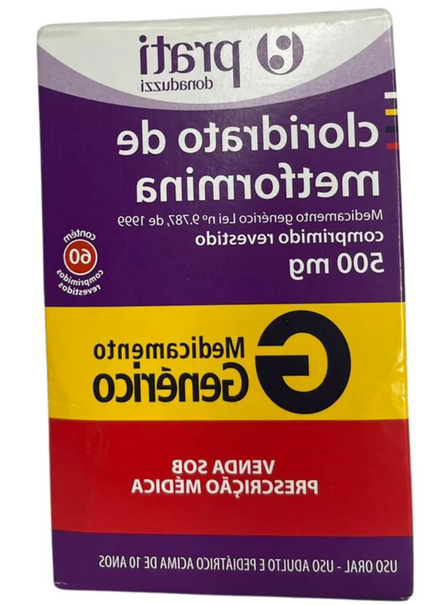 prati
donaduzzi
cloridrato de
metformina
Medicamento genérico Lei nº 9.787, de 1999
comprimido revestido
500 mg
contém
60
comprimidos
revestidos
G
Medicamento
Genérico
VENDA SOB
PRESCRIÇÃO MÉDICA
USO ORAL - USO ADULTO E PEDIÁTRICO ACIMA DE 10 ANOS